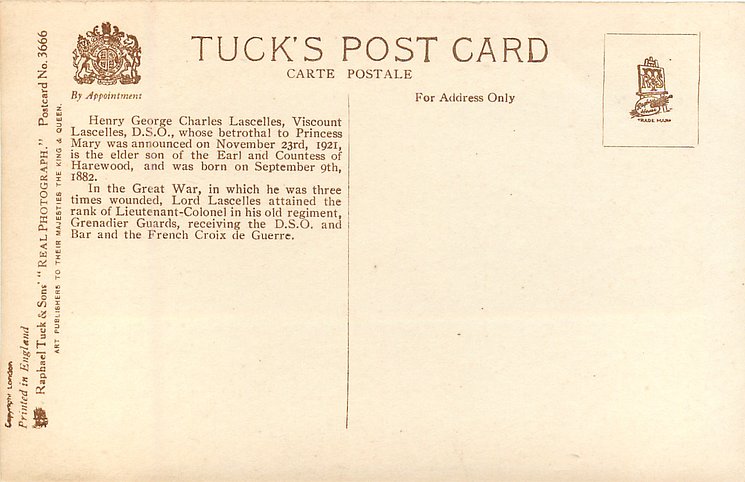 TUCK'S POST CARD
CARTE POSTALE
By Appointment
For Address Only
Henry George Charles Lascelles, Viscount
Lascelles, D.S.O., whose betrothal to Princess
Mary was announced on November 23rd, 1921,
is the elder son of the Earl and Countess of
Harewood, and was born on September 9th,
1882.
In the Great War, in which he was three
times wounded, Lord Lascelles attained the
rank of Lieutenant-Colonel in his old regiment,
Grenadier Guards, receiving the D.S.O. and
Bar and the French Croix de Guerre.
TRADE MARK
Copyright London
Printed in England
Raphael Tuck & Sons' "REAL PHOTOGRAPH." Postcard No. 3666
ART PUBLISHERS TO THEIR MAJESTIES THE KING & QUEEN.